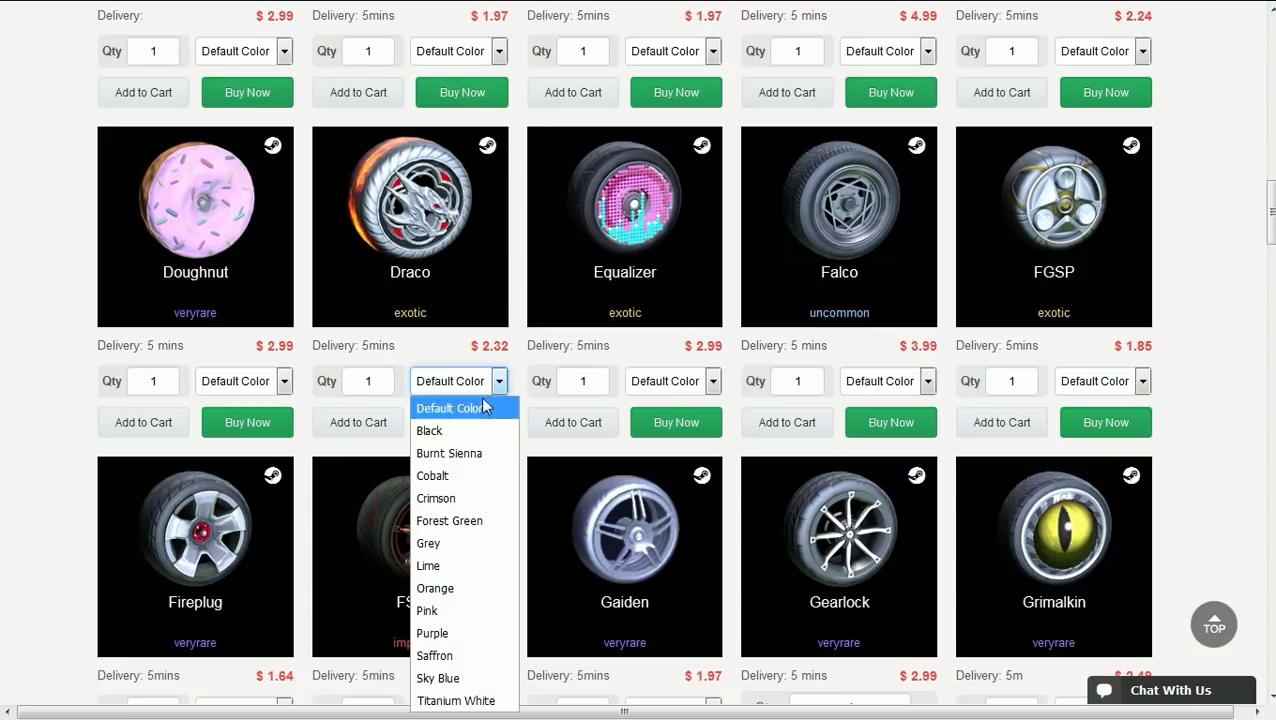 Delivery: $ 2.99 Delivery: 5mins $ 1.97 Delivery: 5mins $ 1.97 Delivery: 5 mins $ 4.99 Delivery: 5mins $ 2.24
Qty 1 Default Color Qty 1 Default Color Qty 1 Default Color Qty 1 Default Color Qty 1 Default Color
Add to Cart Buy Now Add to Cart Buy Now Add to Cart Buy Now Add to Cart Buy Now Add to Cart Buy Now
Doughnut Draco Equalizer Falco FGSP
veryrare exotic exotic uncommon exotic
Delivery: 5 mins $ 2.99 Delivery: 5mins $ 2.32 Delivery: 5mins $ 2.99 Delivery: 5 mins $ 3.99 Delivery: 5mins $ 1.85
Qty 1 Default Color Qty 1 Default Color Qty 1 Default Color Qty 1 Default Color Qty 1 Default Color
Add to Cart Buy Now Add to Cart Add to Cart Buy Now Add to Cart Buy Now Add to Cart Buy Now
Default Color
Black
Burnt Sienna
Cobalt
Crimson
Forest Green
Grey
Lime
Orange
Pink
Purple
Saffron
Sky Blue
Titanium White
Fireplug Gaiden Gearlock Grimalkin
veryrare veryrare veryrare veryrare
Delivery: 5mins $ 1.64 Delivery: 5mins Delivery: 5mins $ 1.97 Delivery: 5mins $ 2.99 Delivery: 5m
TOP
Chat With Us